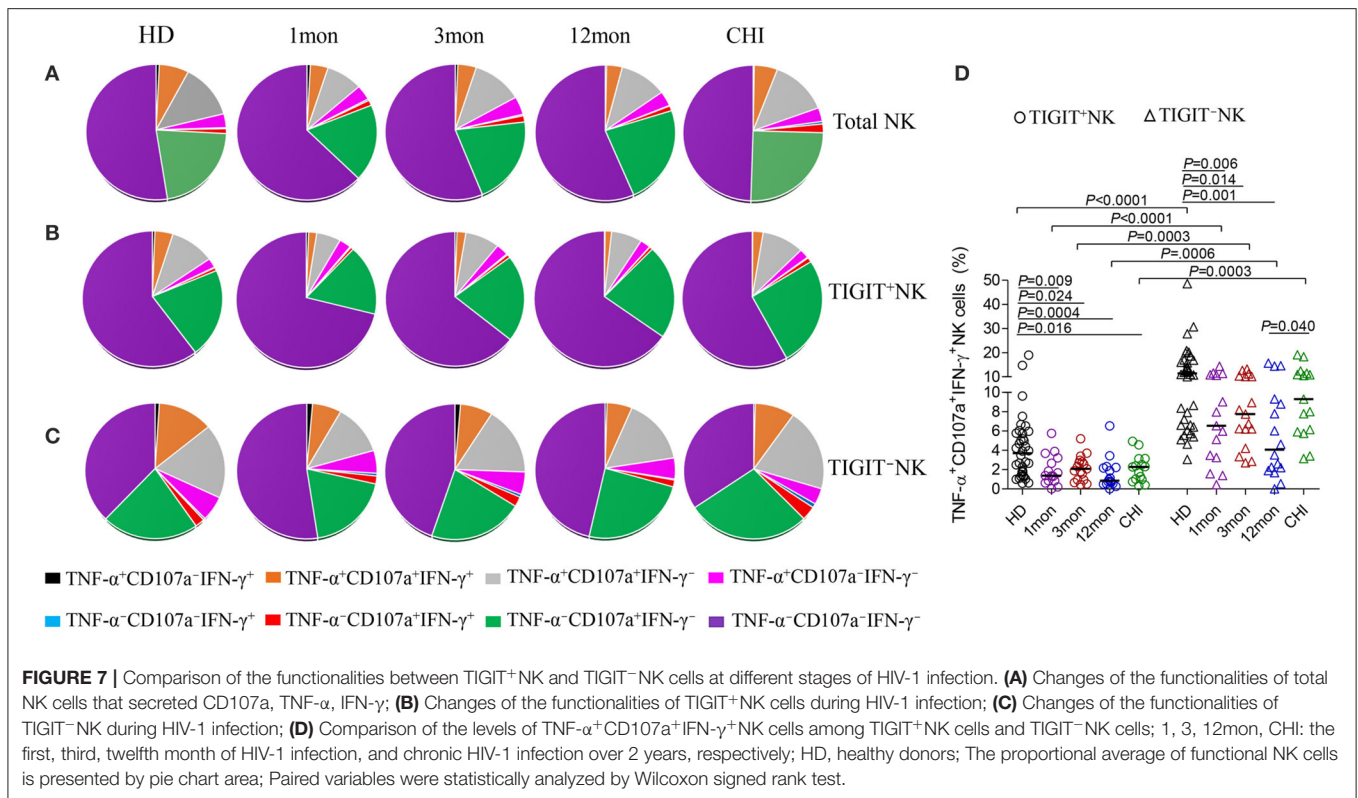 HD 1mon 3mon 12mon CHI
A
Total NK
B
TIGIT⁺NK
C
TIGIT⁻NK
TNF-α⁺CD107a⁻IFN-γ⁺ TNF-α⁺CD107a⁺IFN-γ⁺ TNF-α⁺CD107a⁺IFN-γ⁻ TNF-α⁺CD107a⁻IFN-γ⁻
TNF-α⁻CD107a⁻IFN-γ⁺ TNF-α⁻CD107a⁺IFN-γ⁺ TNF-α⁻CD107a⁺IFN-γ⁻ TNF-α⁻CD107a⁻IFN-γ⁻
D
TIGIT⁺NK TIGIT⁻NK
P=0.006
P=0.014
P=0.001
P<0.0001
P<0.0001
P=0.0003
P=.0006
P=0.0003
P=0.009
P=0.024
P=0.0004
P=0.016
P=0.040
TNF-α⁺CD107a⁺IFN-γ⁺NK cells (%)
50
40
30
20
10
10
8
6
4
2
0
HD 1mon 3mon 12mon CHI HD 1mon 3mon 12mon CHI
FIGURE 7 | Comparison of the functionalities between TIGIT⁺NK and TIGIT⁻NK cells at different stages of HIV-1 infection. (A) Changes of the functionalities of total
NK cells that secreted CD107a, TNF-α, IFN-γ; (B) Changes of the functionalities of TIGIT⁺NK cells during HIV-1 infection; (C) Changes of the functionalities of
TIGIT⁻NK during HIV-1 infection; (D) Comparison of the levels of TNF-α⁺CD107a⁺IFN-γ⁺NK cells among TIGIT⁺NK cells and TIGIT⁻NK cells; 1, 3, 12mon, CHI: the
first, third, twelfth month of HIV-1 infection, and chronic HIV-1 infection over 2 years, respectively; HD, healthy donors; The proportional average of functional NK cells
is presented by pie chart area; Paired variables were statistically analyzed by Wilcoxon signed rank test.